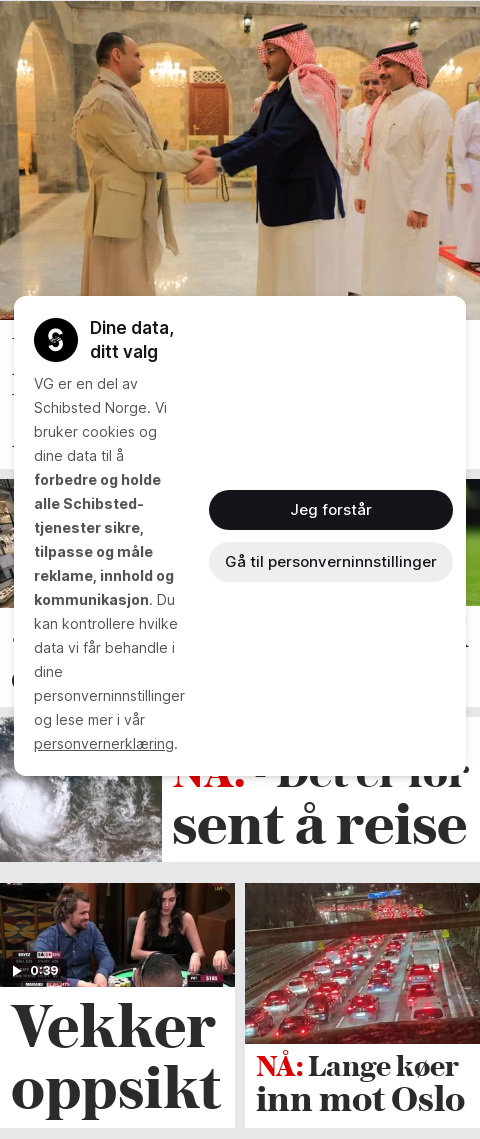 Dine data,
ditt valg
VG er en del av
Schibsted Norge. Vi
bruker cookies og
dine data til å
forbedre og holde
alle Schibsted-
tjenester sikre,
tilpasse og måle
reklame, innhold og
kommunikasjon. Du
kan kontrollere hvilke
data vi får behandle i
dine
personverninnstillinger
og lese mer i vår
personvernerklæring.
Jeg forstår
Gå til personverninnstillinger
NÅ: - Det er for
sent å reise
0:39
Vekker
oppsikt
NÅ: Lange køer
inn mot Oslo